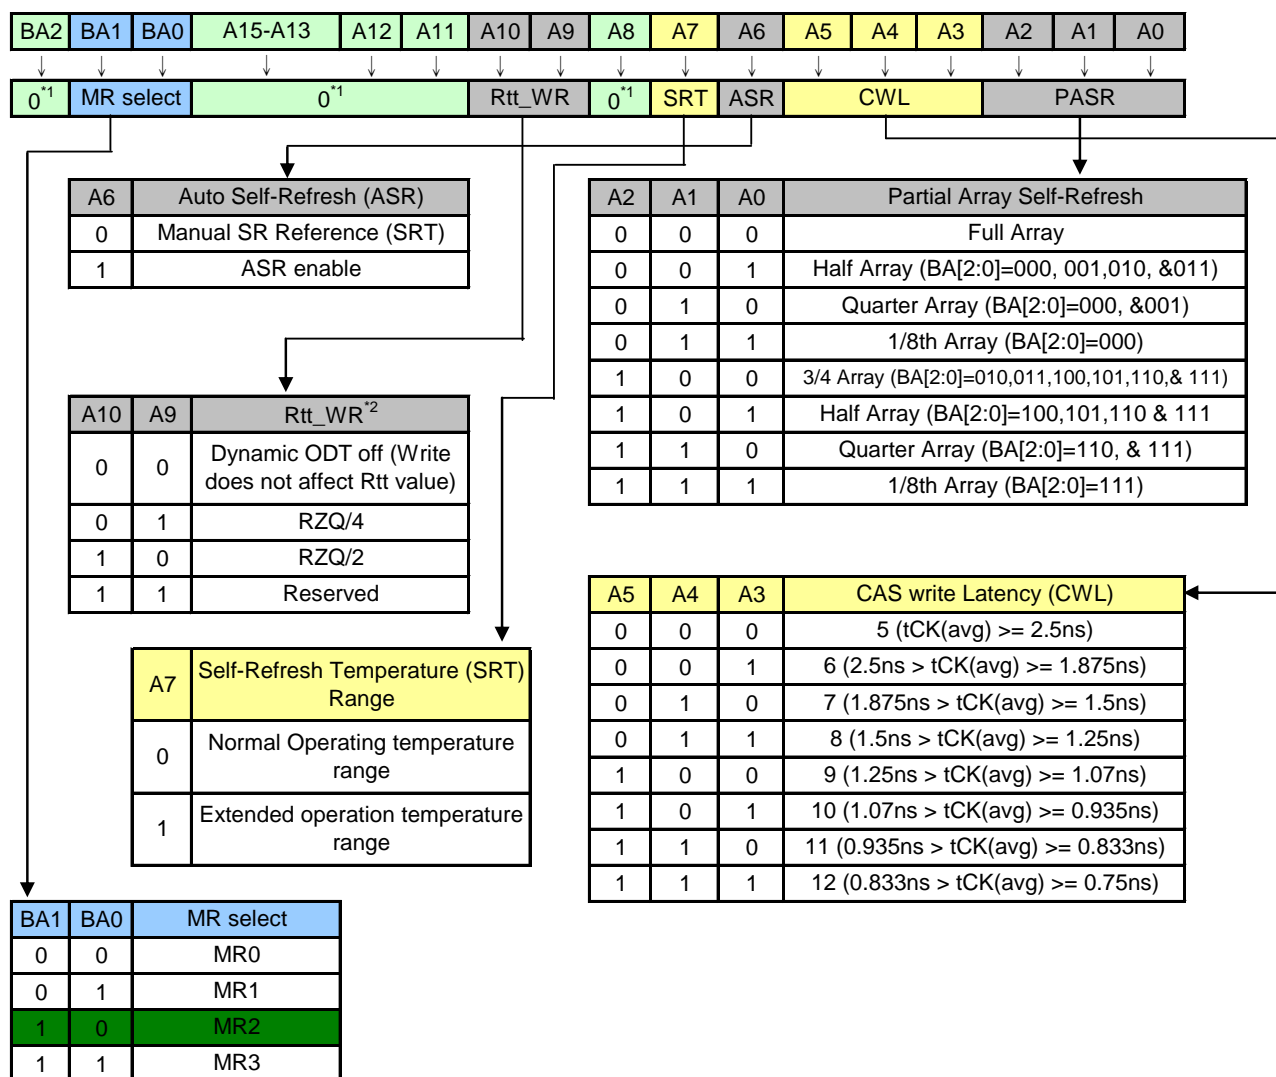 BA2 BA1 BA0 A15-A13 A12 A11 A10 A9 A8 A7 A6 A5 A4 A3 A2 A1 A0
0*1 MR select 0*1 Rtt_WR 0*1 SRT ASR CWL PASR
A6 Auto Self-Refresh (ASR)
0 Manual SR Reference (SRT)
1 ASR enable
A2 A1 A0 Partial Array Self-Refresh
0 0 0 Full Array
0 0 1 Half Array (BA[2:0]=000, 001,010, &011)
0 1 0 Quarter Array (BA[2:0]=000, &001)
0 1 1 1/8th Array (BA[2:0]=000)
1 0 0 3/4 Array (BA[2:0]=010,011,100,101,110,& 111)
1 0 1 Half Array (BA[2:0]=100,101,110 & 111
1 1 0 Quarter Array (BA[2:0]=110, & 111)
1 1 1 1/8th Array (BA[2:0]=111)
A10 A9 Rtt_WR*2
0 0 Dynamic ODT off (Write
does not affect Rtt value)
0 1 RZQ/4
1 0 RZQ/2
1 1 Reserved
A7 Self-Refresh Temperature (SRT)
Range
0 Normal Operating temperature
range
1 Extended operation temperature
range
A5 A4 A3 CAS write Latency (CWL)
0 0 0 5 (tCK(avg) >= 2.5ns)
0 0 1 6 (2.5ns > tCK(avg) >= 1.875ns)
0 1 0 7 (1.875ns > tCK(avg) >= 1.5ns)
0 1 1 8 (1.5ns > tCK(avg) >= 1.25ns)
1 0 0 9 (1.25ns > tCK(avg) >= 1.07ns)
1 0 1 10 (1.07ns > tCK(avg) >= 0.935ns)
1 1 0 11 (0.935ns > tCK(avg) >= 0.833ns)
1 1 1 12 (0.833ns > tCK(avg) >= 0.75ns)
BA1 BA0 MR select
0 0 MR0
0 1 MR1
1 0 MR2
1 1 MR3